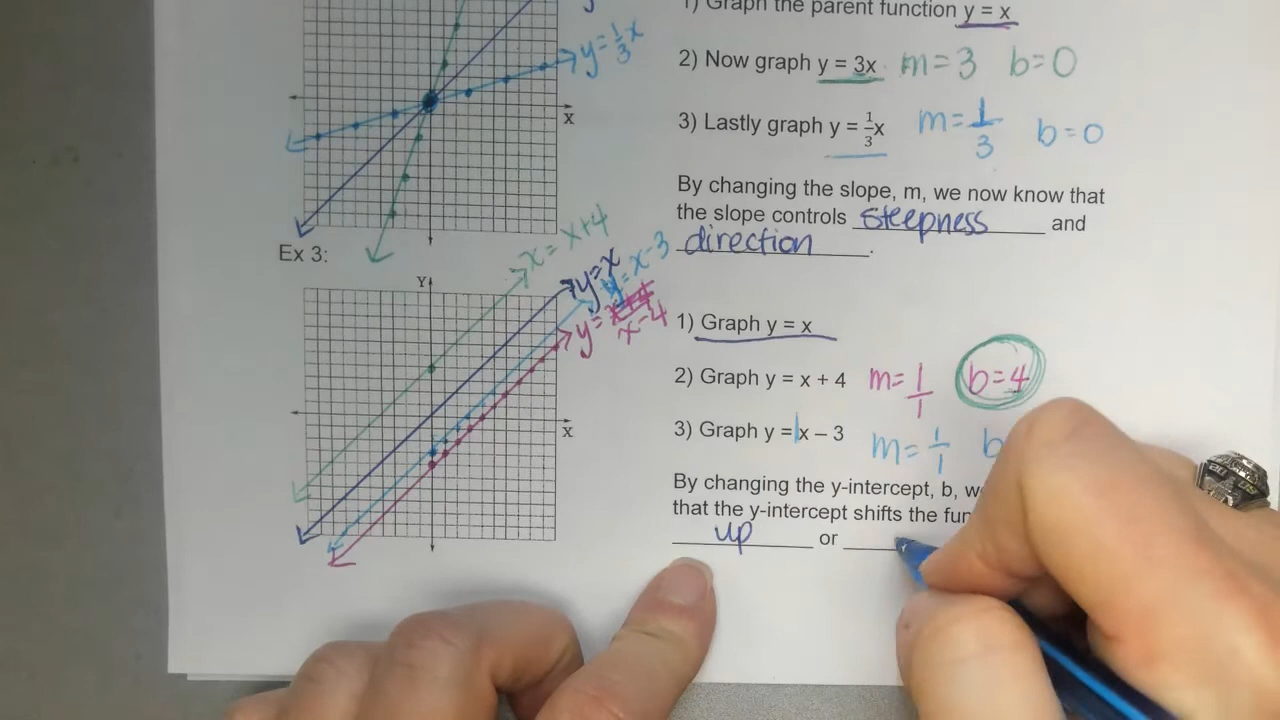 1) Graph the parent function y = x
y = 1/3 x
2) Now graph y = 3x m = 3 b = 0
3) Lastly graph y = 1/3 x m = 1/3 b = 0
X
By changing the slope, m, we now know that
the slope controls steepness and
direction.
Ex 3:
x = x+4
y = x
y = x-3
y = x+4
x-4
Y
X
1) Graph y = x
2) Graph y = x + 4 m = 1/1 b = 4
3) Graph y = x – 3 m = 1/1 b
By changing the y-intercept, b,
that the y-intercept shifts the
up or